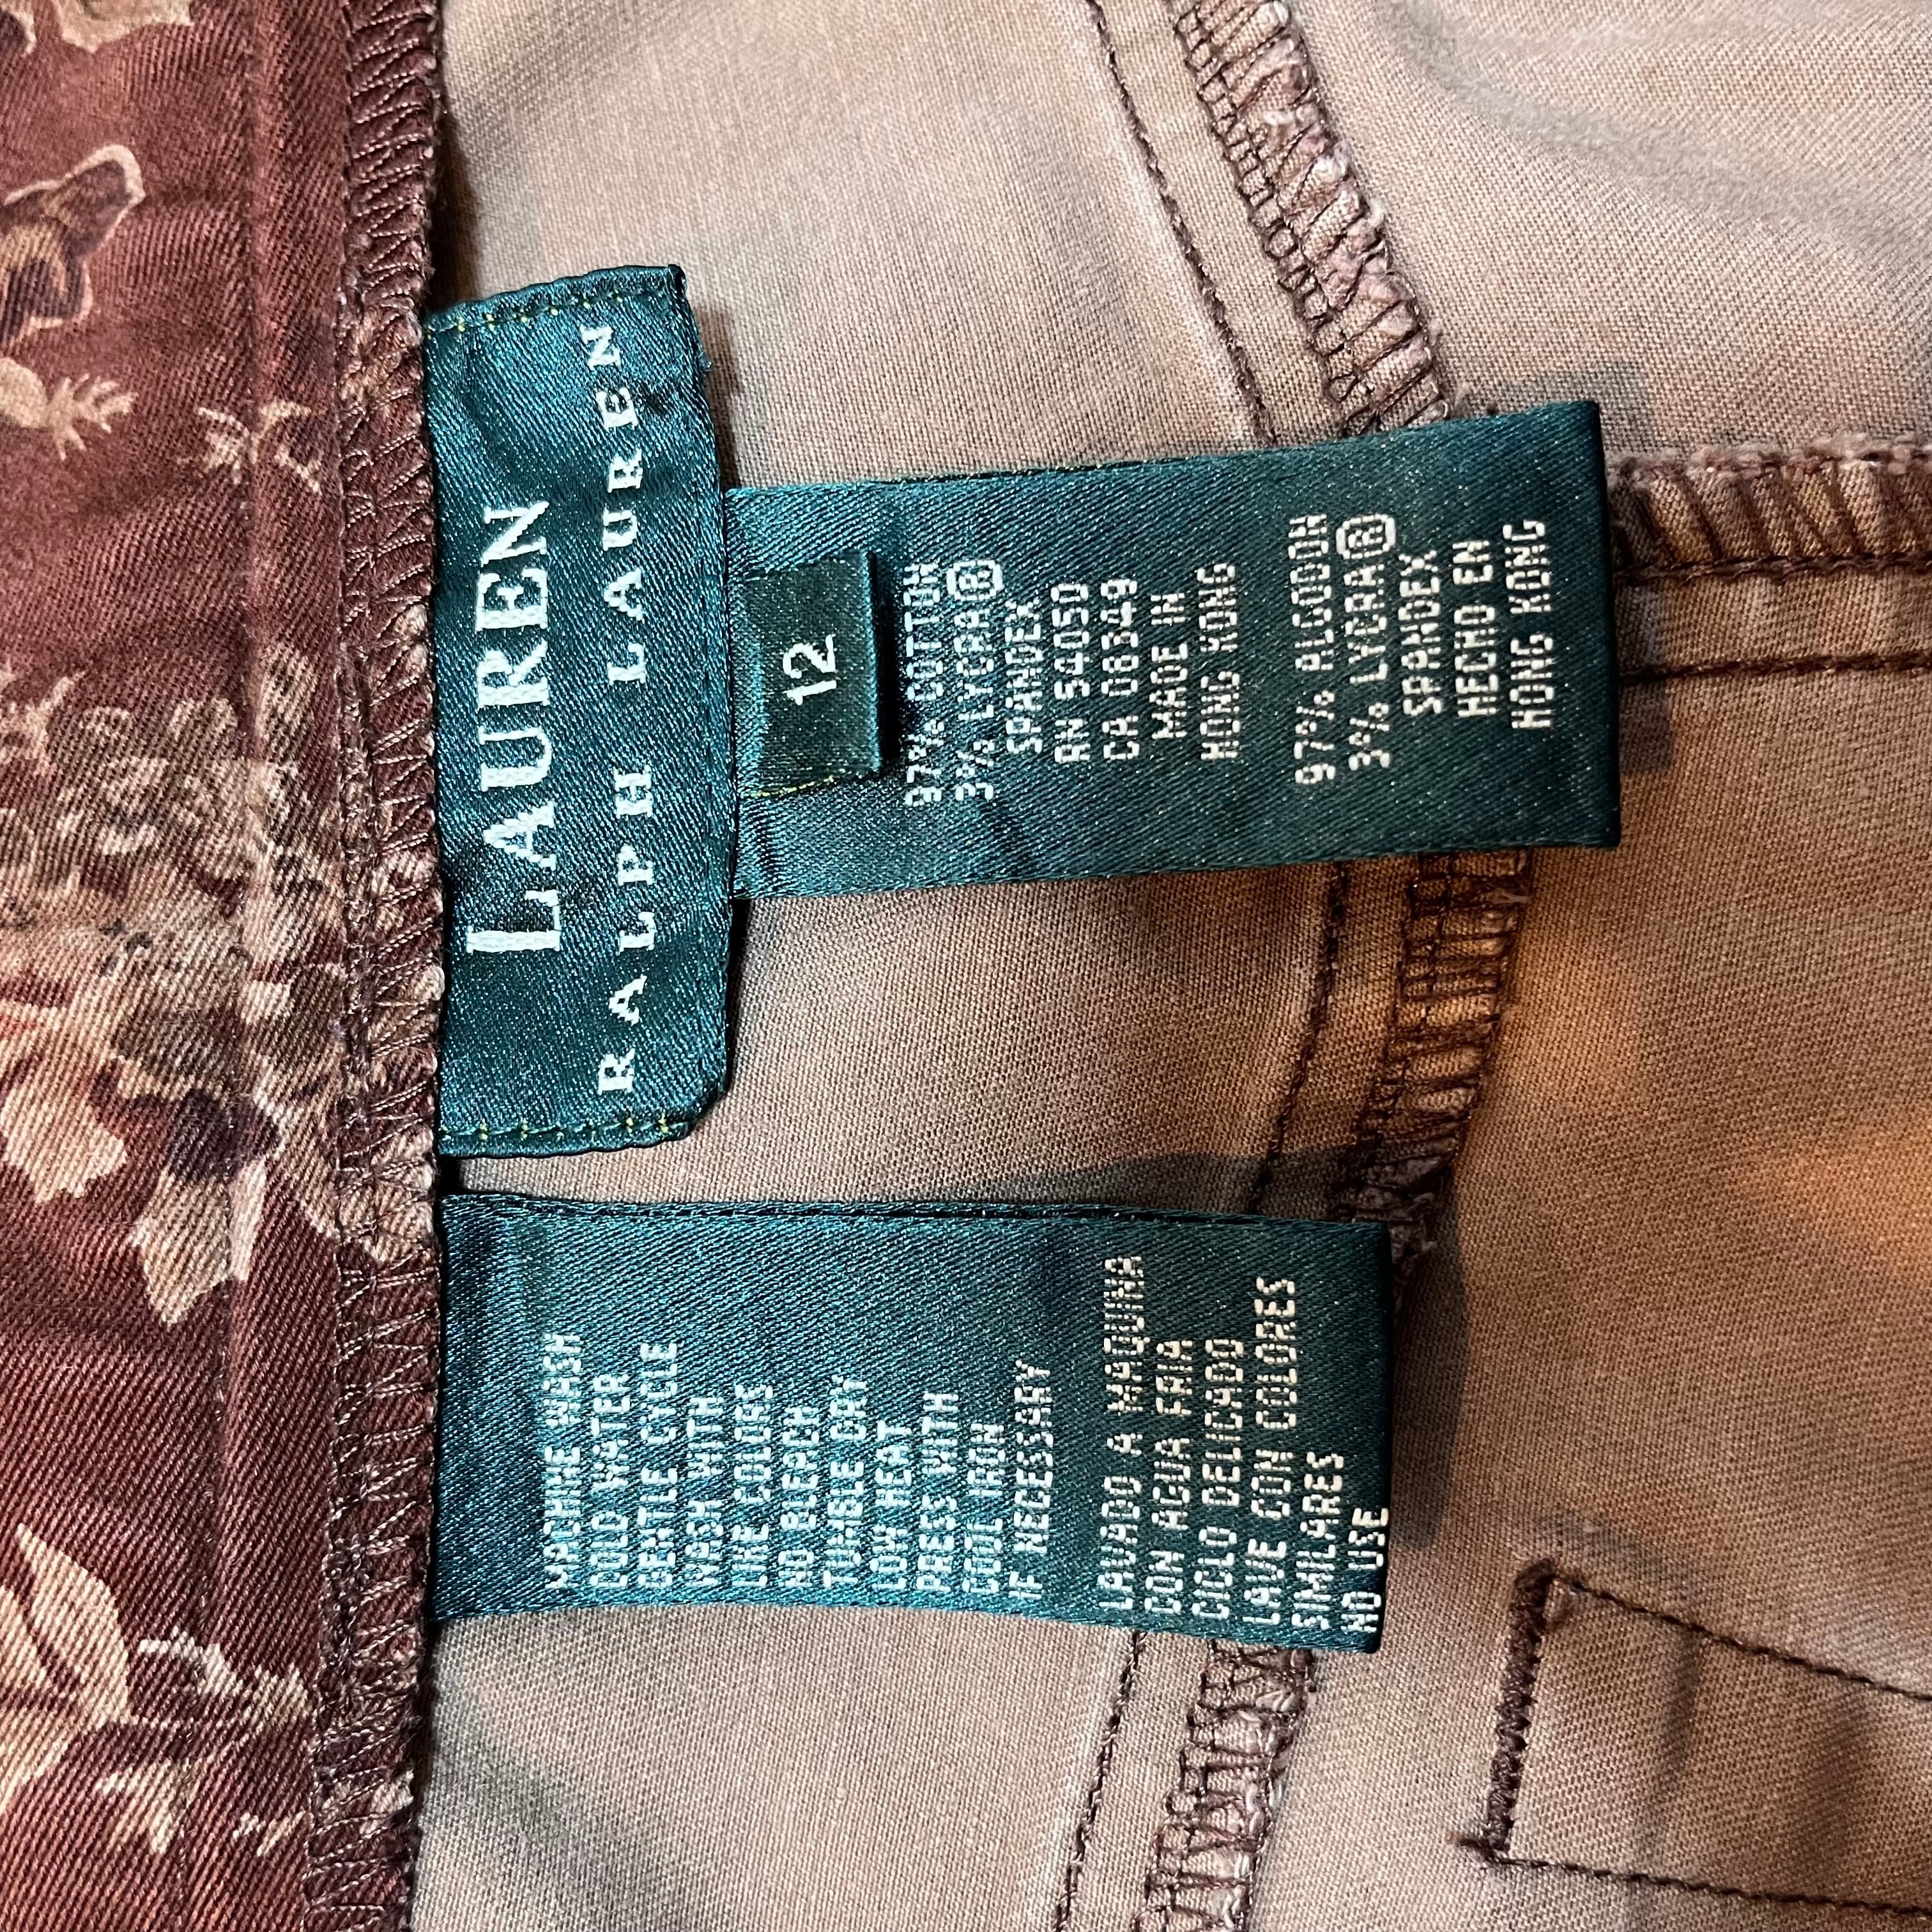 LAUREN
RALPH LAUREN
12
97% COTTON
3% LYCRA®
SPANDEX
RN 54050
CA 08349
MADE IN
HONG KONG
97% ALGODON
3% LYCRA®
SPANDEX
HECHO EN
HONG KONG
MACHINE WASH
COLD WATER
GENTLE CYCLE
WASH WITH
LIKE COLORS
NO BLEACH
TUMBLE DRY
LOW HEAT
PRESS WITH
COOL IRON
IF NECESSARY
LAVADO A MAQUINA
CON AGUA FRIA
CICLO DELICADO
LAVE CON COLORES
SIMILARES
NO USE